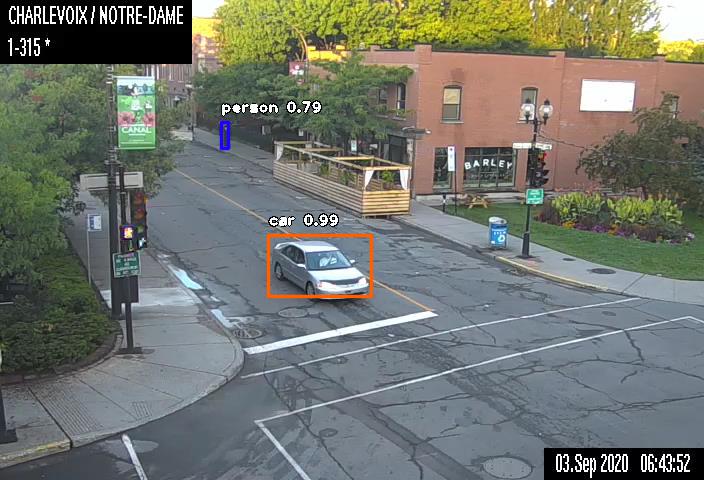 CHARLEVOIX / NOTRE-DAME
1-315 *
person 0.79
CANAL
BARLEY
car 0.99
03.Sep 2020 06:43:52